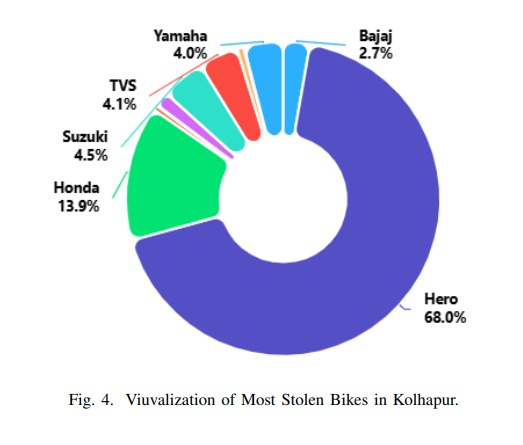 Yamaha
4.0%
Bajaj
2.7%
TVS
4.1%
Suzuki
4.5%
Honda
13.9%
Hero
68.0%
Fig. 4. Viuvalization of Most Stolen Bikes in Kolhapur.